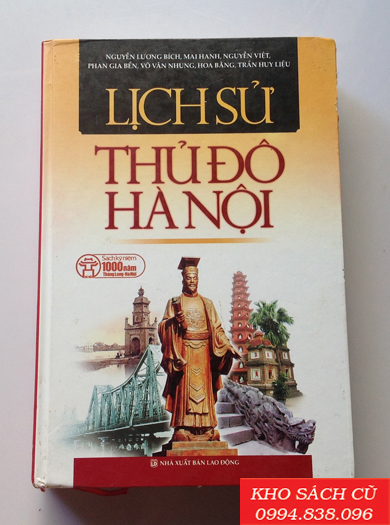 NGUYỄN LƯƠNG BÍCH, MAI HANH, NGUYỄN VIẾT,
PHAN GIA BỀN, VÕ VĂN NHUNG, HOA BẰNG, TRẦN HUY LIỆU
LỊCH SỬ
THỦ ĐÔ
HÀ NỘI
Sách kỷ niệm
1000 năm
Thăng Long-Hà Nội
NHÀ XUẤT BẢN LAO ĐỘNG
KHO SÁCH CŨ
0994.838.096